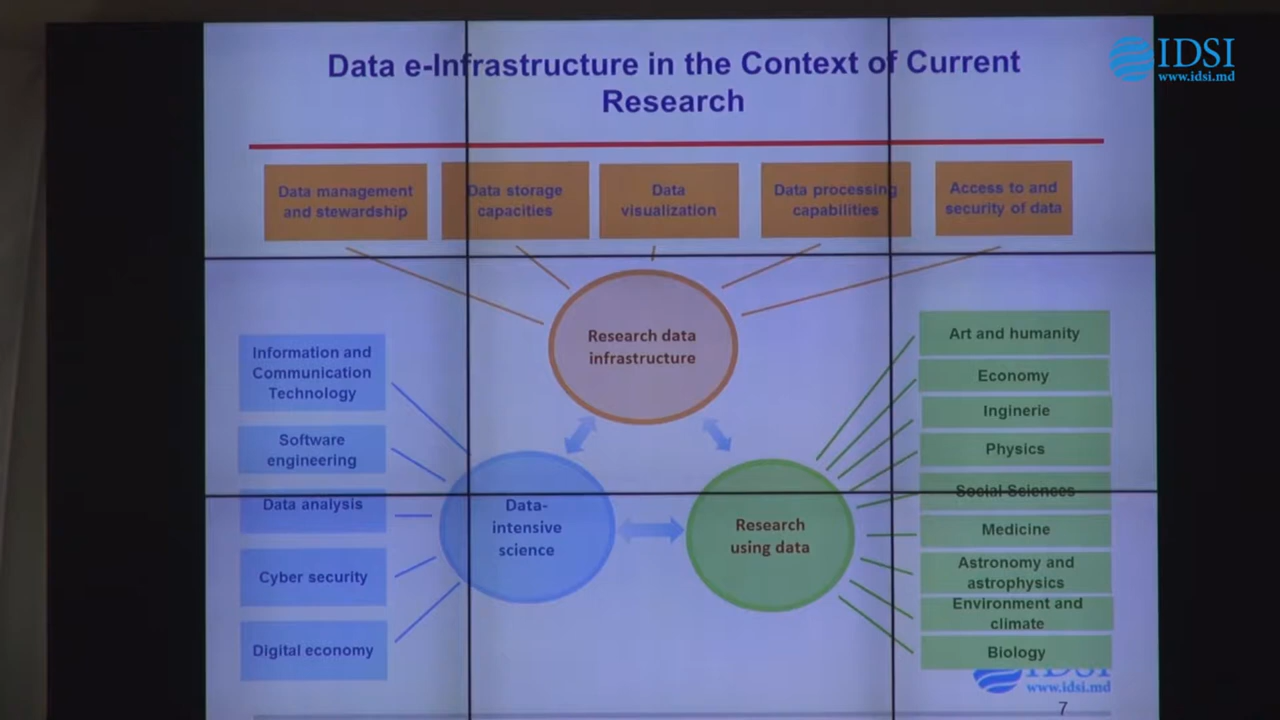 Data e-Infrastructure in the Context of Current
Research
IDSI
www.idsi.md
Data management
and stewardship
Data storage
capacities
Data
visualization
Data processing
capabilities
Access to and
security of data
Research data
infrastructure
Information and
Communication
Technology
Software
engineering
Data analysis
Cyber security
Digital economy
Data-
intensive
science
Research
using data
Art and humanity
Economy
Inginerie
Physics
Social Sciences
Medicine
Astronomy and
astrophysics
Environment and
climate
Biology
IDSI
www.idsi.md
7